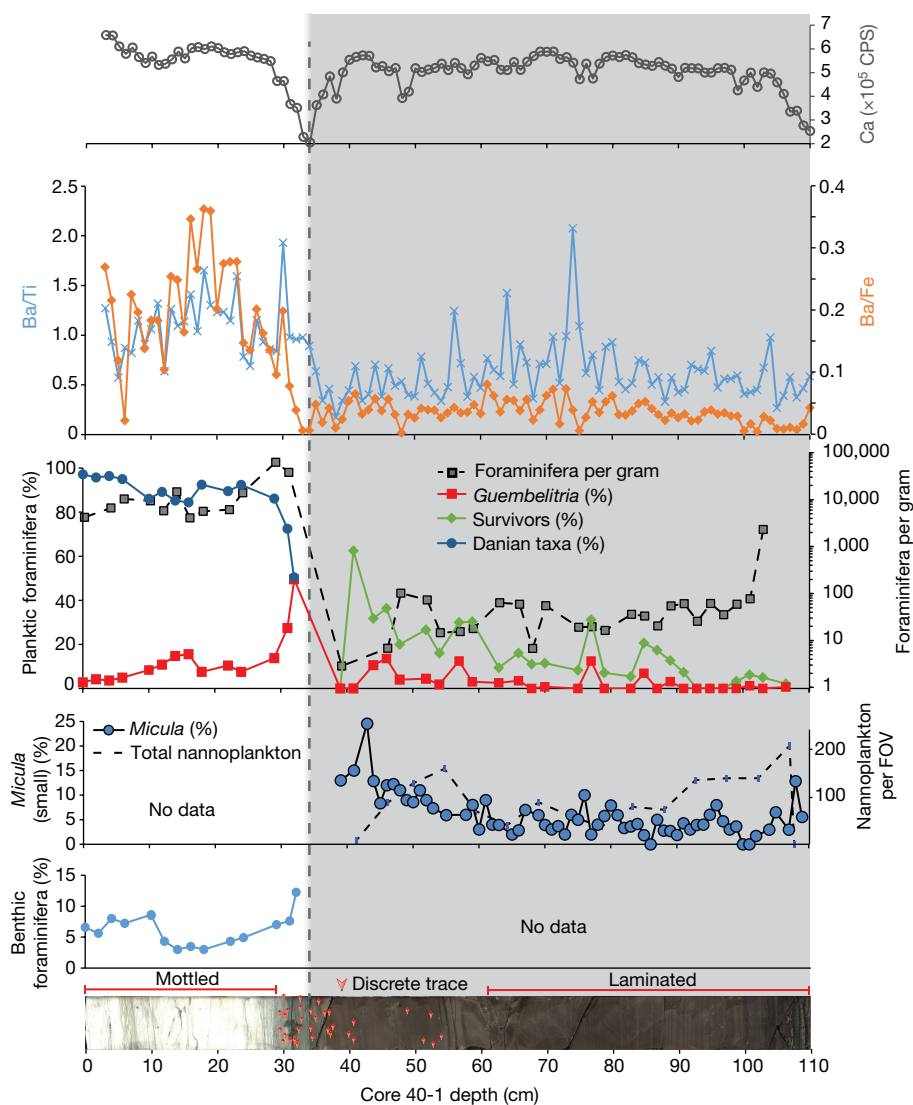 7
6
5
4
3
2
Ca (×10⁵ CPS)
2.5
2.0
1.5
1.0
0.5
0
Ba/Ti
0.4
0.3
0.2
0.1
0
Ba/Fe
100
80
60
40
20
0
Planktic foraminifera (%)
Foraminifera per gram
Guembelitria (%)
Survivors (%)
Danian taxa (%)
100,000
10,000
1,000
100
10
1
Foraminifera per gram
25
20
15
10
5
0
Micula
(small) (%)
Micula (%)
Total nannoplankton
No data
200
100
Nannoplankton
per FOV
15
10
5
0
Benthic
foraminifera (%)
No data
Mottled
Discrete trace
Laminated
0 10 20 30 40 50 60 70 80 90 100 110
Core 40-1 depth (cm)